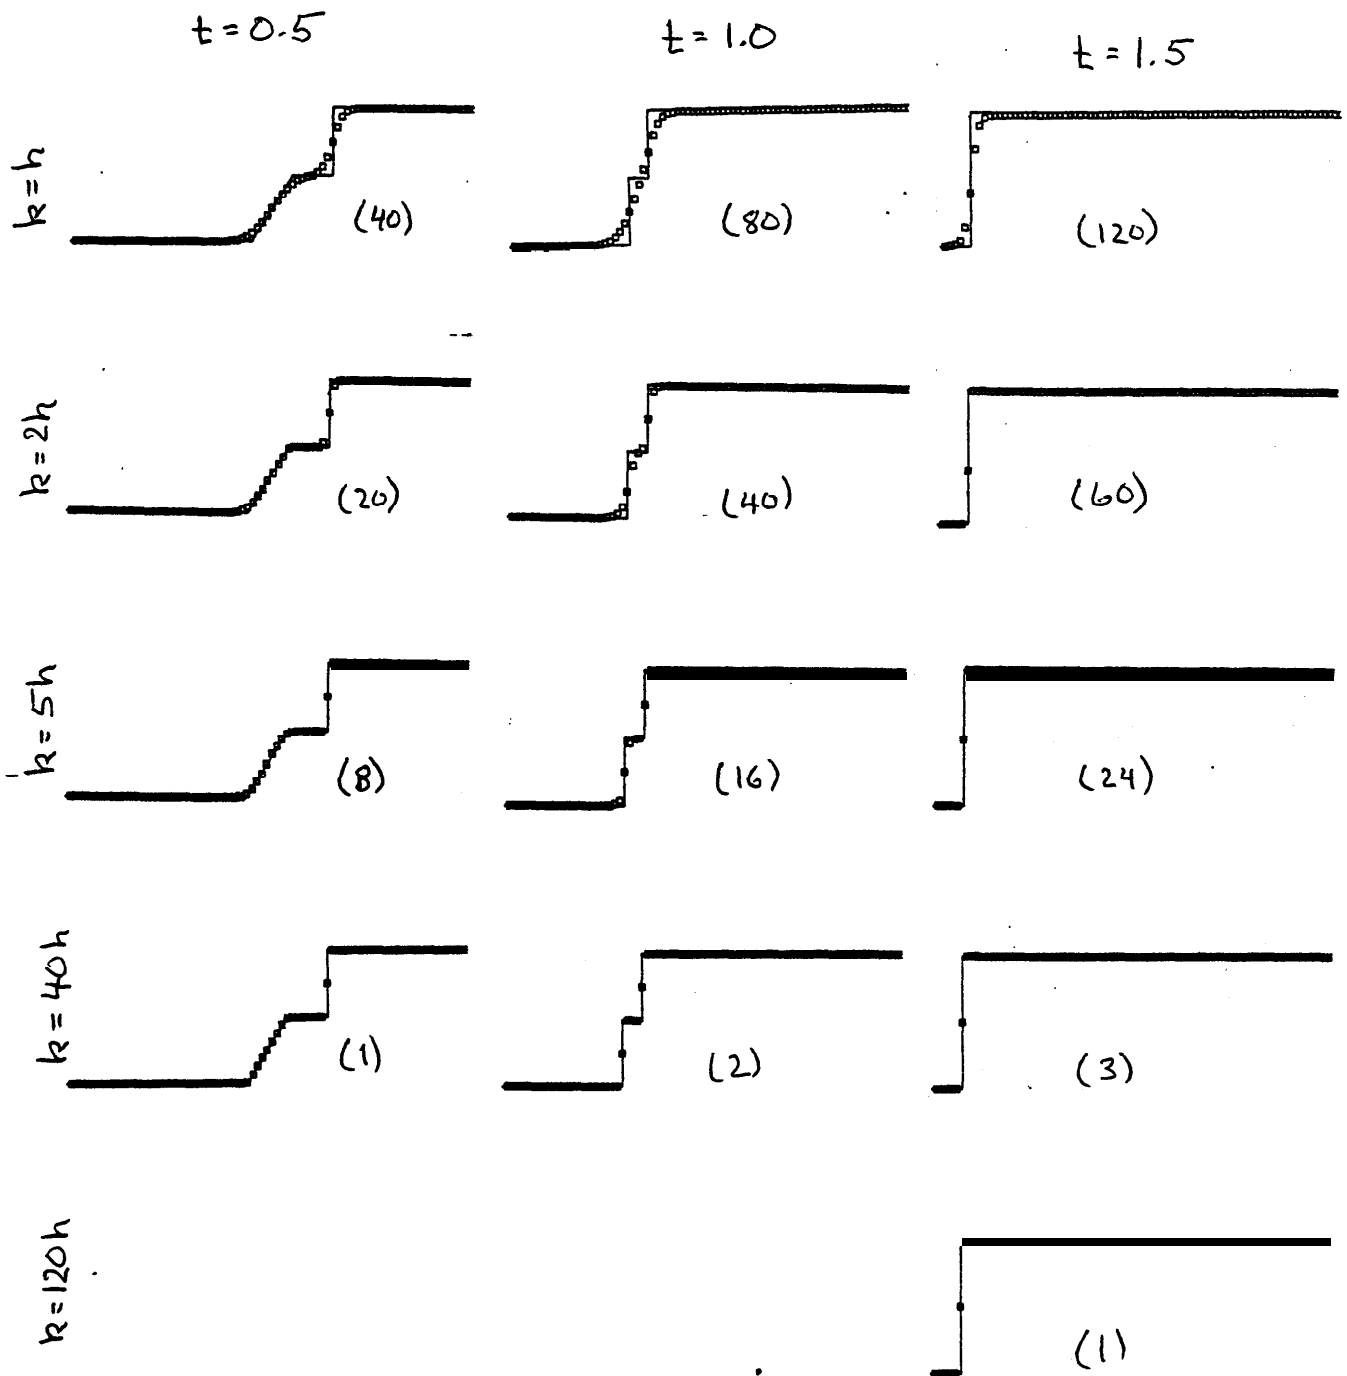 t = 0.5 t = 1.0 t = 1.5
k = h (40) (80) (120)
k = 2h (20) (40) (60)
k = 5h (8) (16) (24)
k = 40h (1) (2) (3)
k = 120h (1)